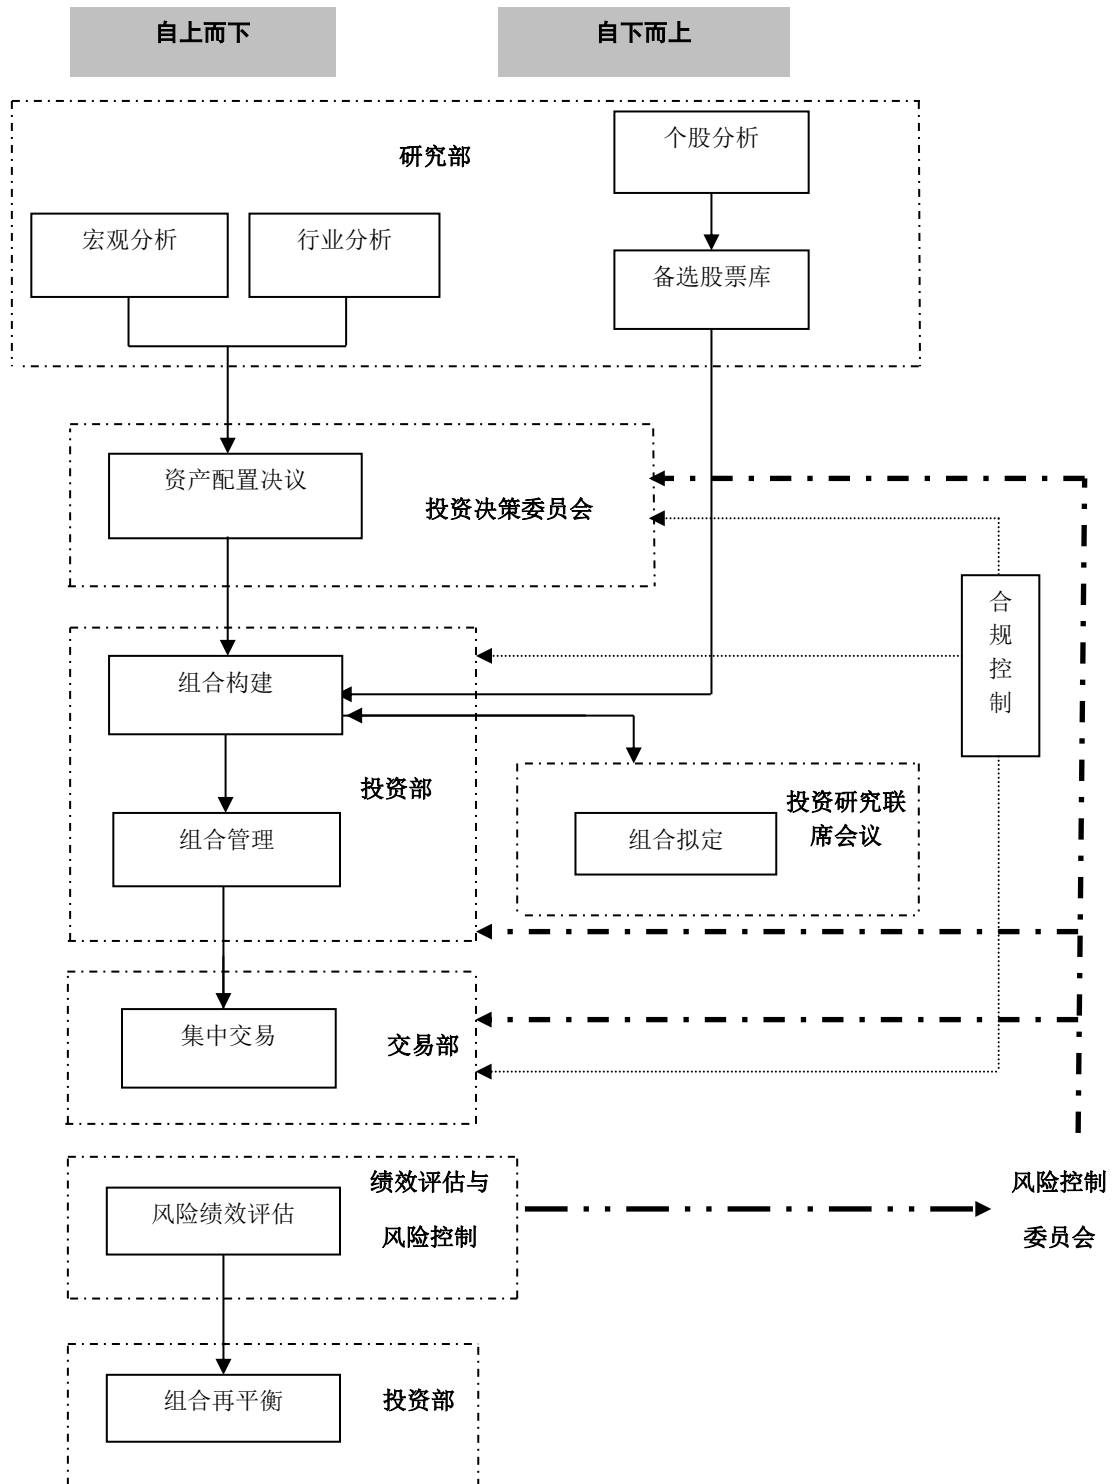 自上而下
自下而上
研究部
个股分析
宏观分析
行业分析
备选股票库
资产配置决议
投资决策委员会
合
规
控
制
组合构建
投资部
投资研究联
席会议
组合管理
组合拟定
集中交易
交易部
绩效评估与
风险控制
风险绩效评估
风险控制
委员会
组合再平衡
投资部